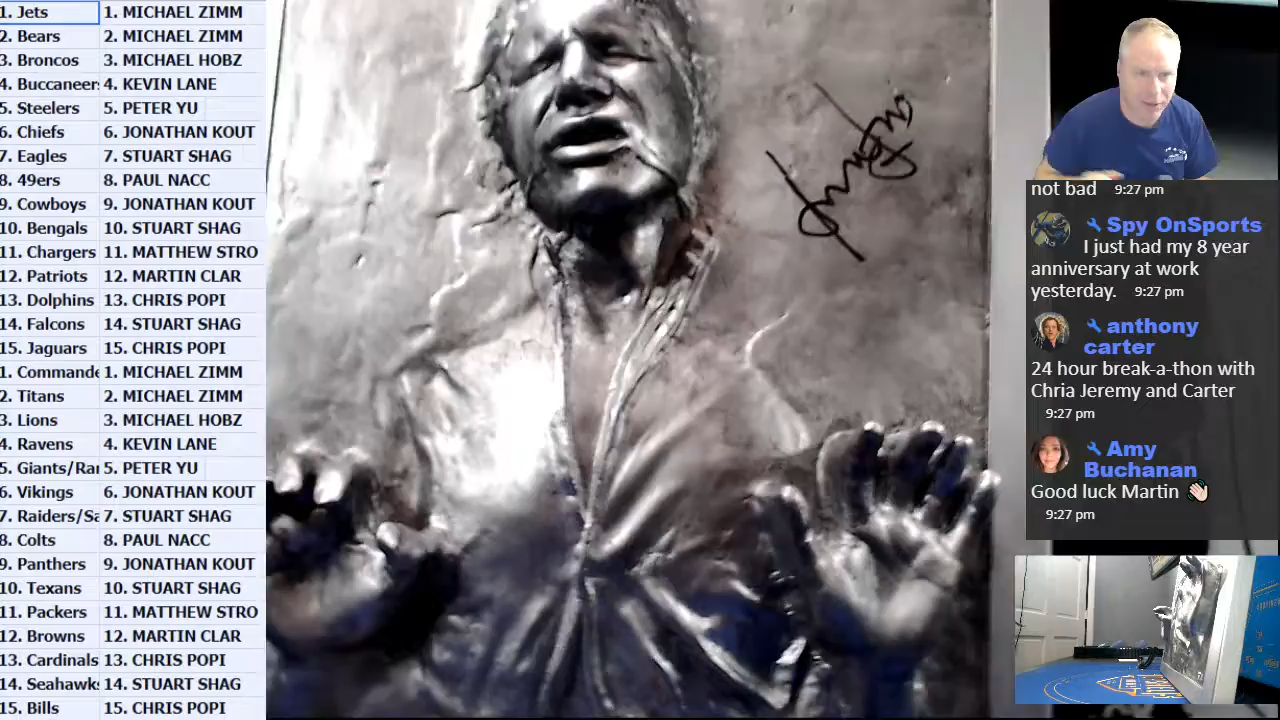 1. Jets 1. MICHAEL ZIMM
2. Bears 2. MICHAEL ZIMM
3. Broncos 3. MICHAEL HOBZ
4. Buccaneer 4. KEVIN LANE
5. Steelers 5. PETER YU
6. Chiefs 6. JONATHAN KOUT
7. Eagles 7. STUART SHAG
8. 49ers 8. PAUL NACC
9. Cowboys 9. JONATHAN KOUT
10. Bengals 10. STUART SHAG
11. Chargers 11. MATTHEW STRO
12. Patriots 12. MARTIN CLAR
13. Dolphins 13. CHRIS POPI
14. Falcons 14. STUART SHAG
15. Jaguars 15. CHRIS POPI
1. Commande 1. MICHAEL ZIMM
2. Titans 2. MICHAEL ZIMM
3. Lions 3. MICHAEL HOBZ
4. Ravens 4. KEVIN LANE
5. Giants/Rar 5. PETER YU
6. Vikings 6. JONATHAN KOUT
7. Raiders/Sa 7. STUART SHAG
8. Colts 8. PAUL NACC
9. Panthers 9. JONATHAN KOUT
10. Texans 10. STUART SHAG
11. Packers 11. MATTHEW STRO
12. Browns 12. MARTIN CLAR
13. Cardinals 13. CHRIS POPI
14. Seahawks 14. STUART SHAG
15. Bills 15. CHRIS POPI
not bad 9:27 pm
Spy OnSports
I just had my 8 year
anniversary at work
yesterday. 9:27 pm
anthony
carter
24 hour break-a-thon with
Chria Jeremy and Carter
9:27 pm
Amy
Buchanan
Good luck Martin
9:27 pm